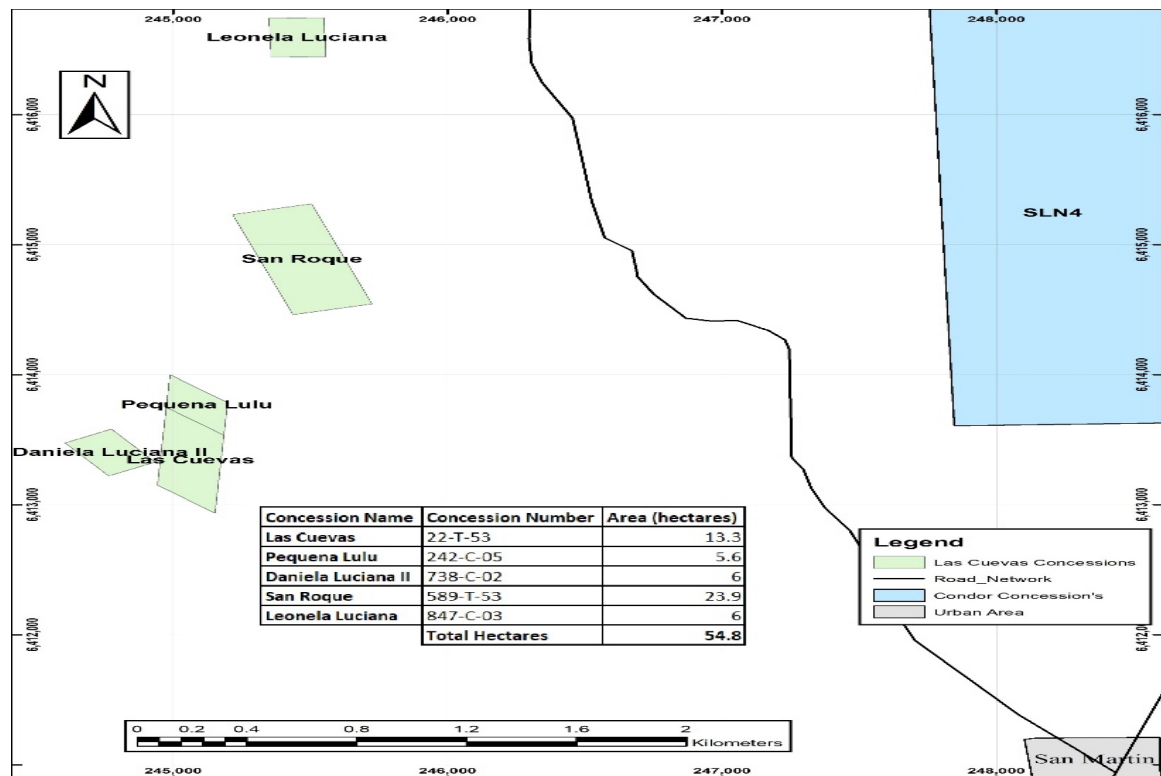 245,000 246,000 247,000 248,000
Leonela Luciana
N
6,416,000 6,416,000
SLN4
6,415,000 6,415,000
San Roque
6,414,000 6,414,000
Pequena Lulu
Daniela Luciana II
Las Cuevas
6,413,000 6,413,000
Concession Name Concession Number Area (hectares)
Las Cuevas 22-T-53 13.3
Pequena Lulu 242-C-05 5.6
Daniela Luciana II 738-C-02 6
San Roque 589-T-53 23.9
Leonela Luciana 847-C-03 6
Total Hectares 54.8
Legend
Las Cuevas Concessions
Road_Network
Condor Concession's
Urban Area
6,412,000 6,412,000
0 0.2 0.4 0.8 1.2 1.6 2
Kilometers
San Martin
245,000 246,000 247,000 248,000